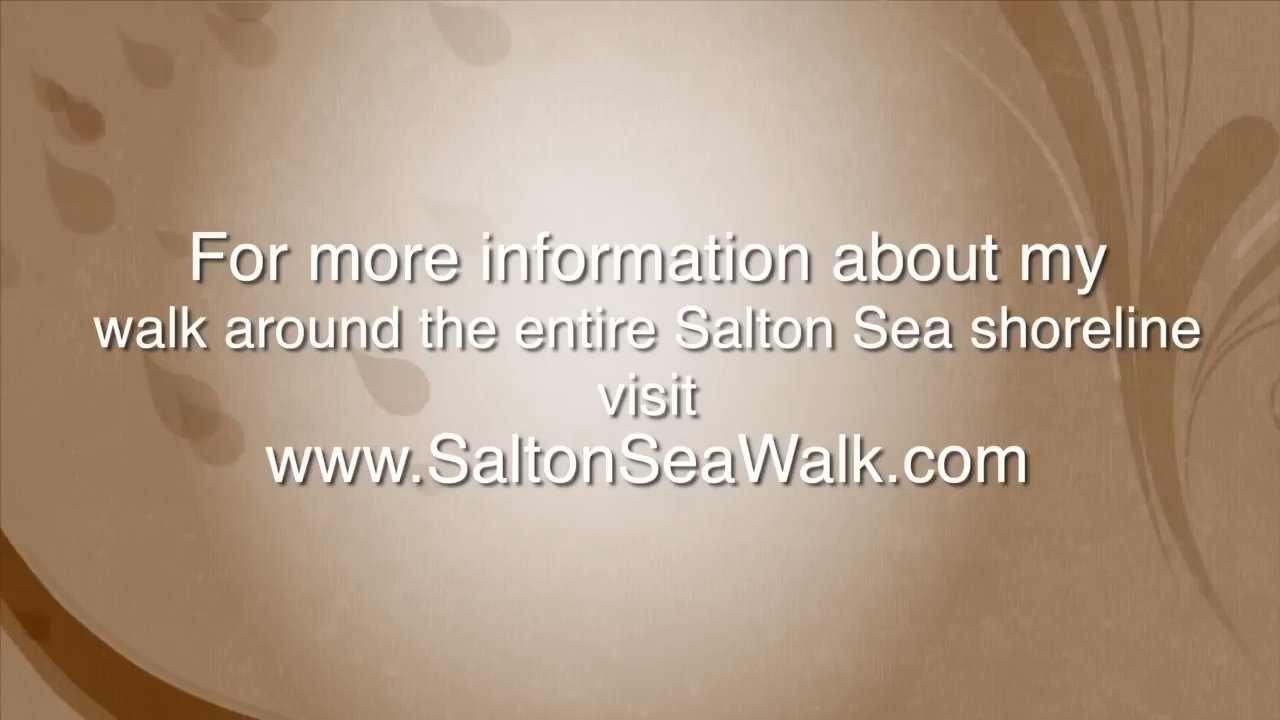 For more information about my
walk around the entire Salton Sea shoreline
visit
www.SaltonSeaWalk.com